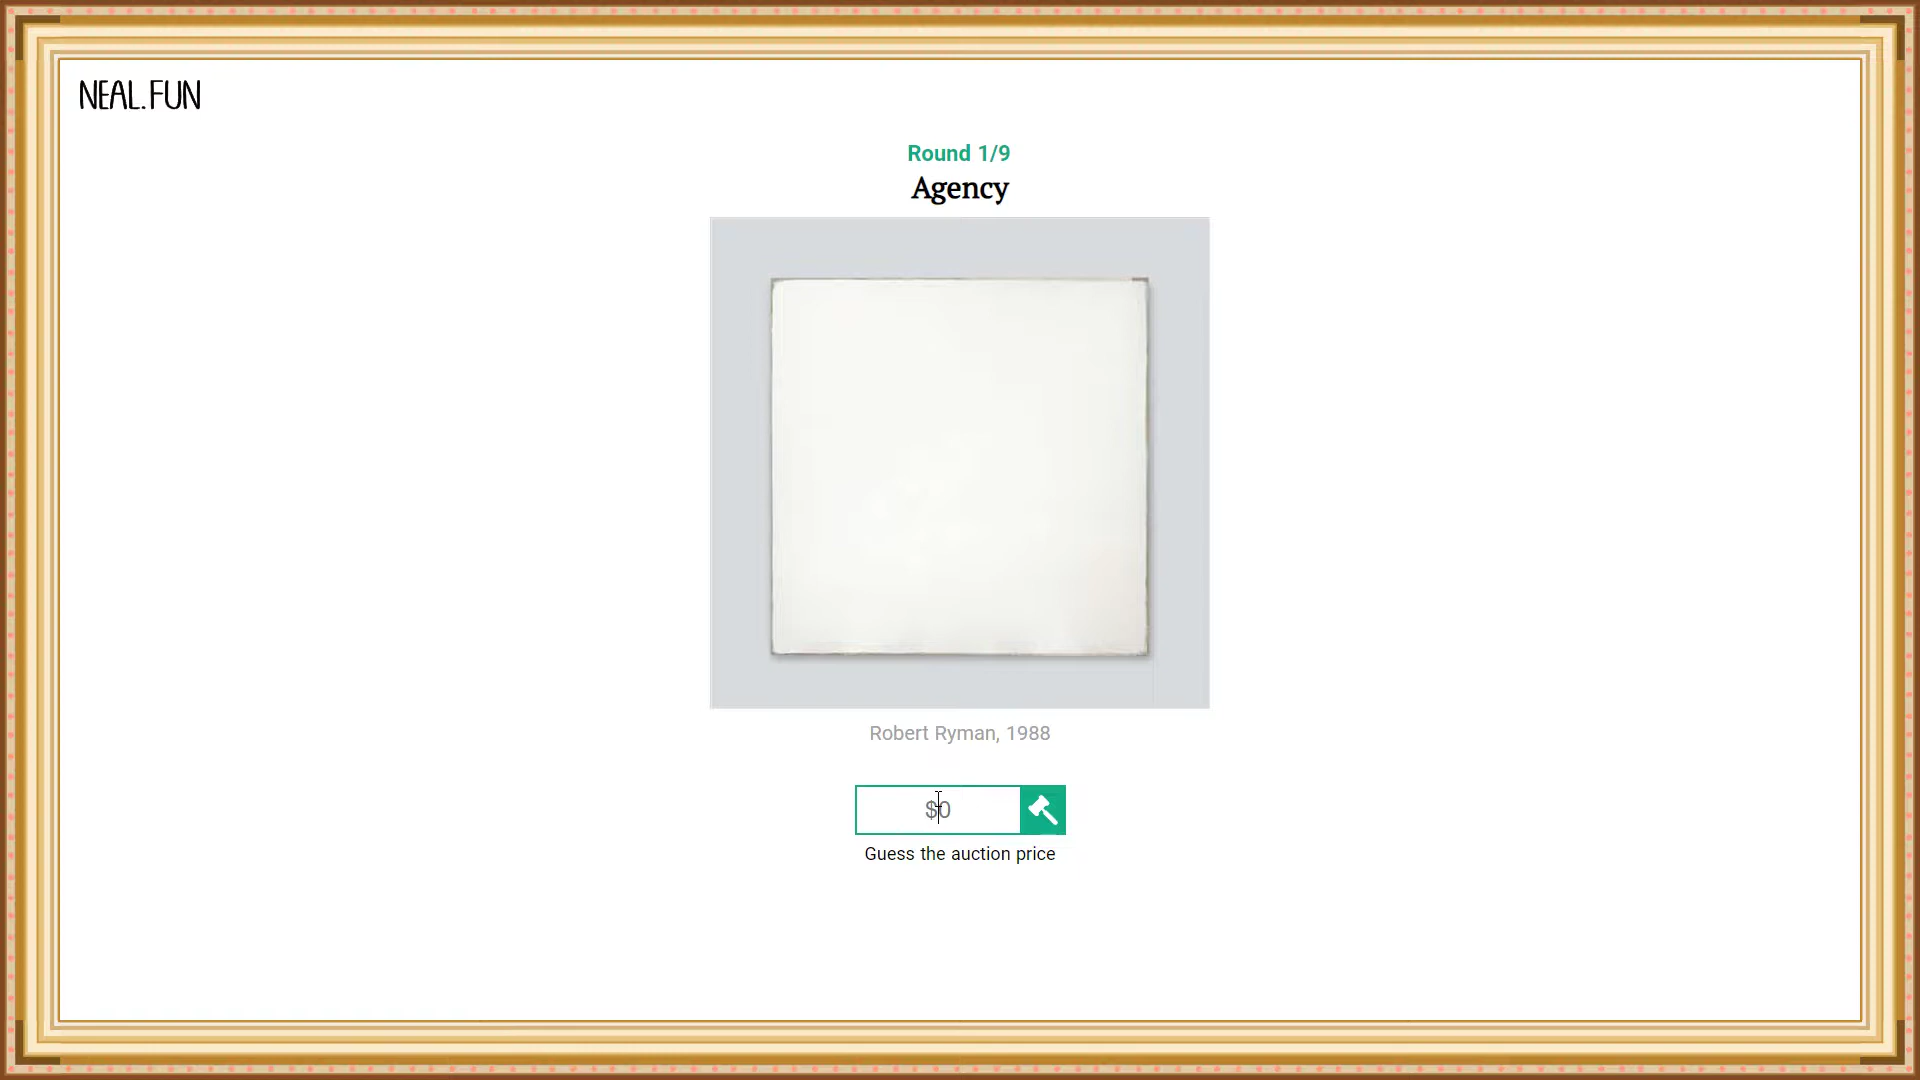 NEAL.FUN
Round 1/9
Agency
Robert Ryman, 1988
$0
Guess the auction price